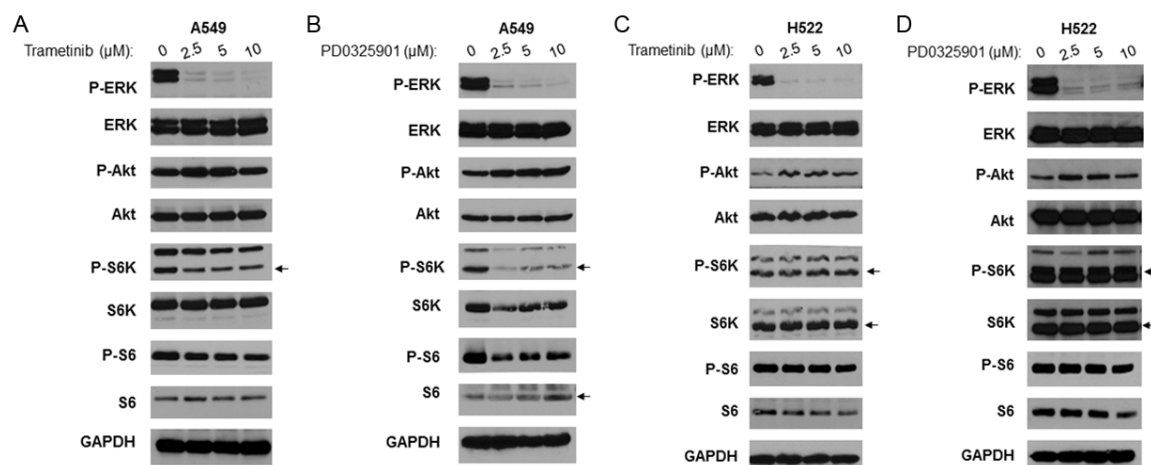 A
A549
Trametinib (µM): 0 2.5 5 10
P-ERK
ERK
P-Akt
Akt
P-S6K
S6K
P-S6
S6
GAPDH
B
A549
PD0325901 (µM): 0 2.5 5 10
P-ERK
ERK
P-Akt
Akt
P-S6K
S6K
P-S6
S6
GAPDH
C
H522
Trametinib (µM): 0 2.5 5 10
P-ERK
ERK
P-Akt
Akt
P-S6K
S6K
P-S6
S6
GAPDH
D
H522
PD0325901 (µM): 0 2.5 5 10
P-ERK
ERK
P-Akt
Akt
P-S6K
S6K
P-S6
S6
GAPDH